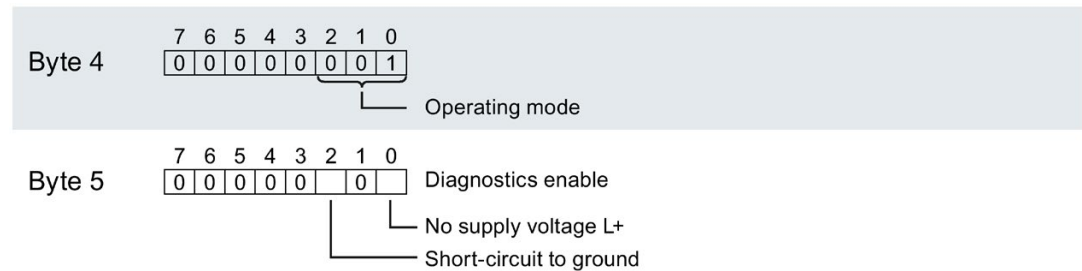 7 6 5 4 3 2 1 0
Byte 4 0 0 0 0 0 0 0 1
Operating mode
7 6 5 4 3 2 1 0
Byte 5 0 0 0 0 0 0 Diagnostics enable
No supply voltage L+
Short-circuit to ground